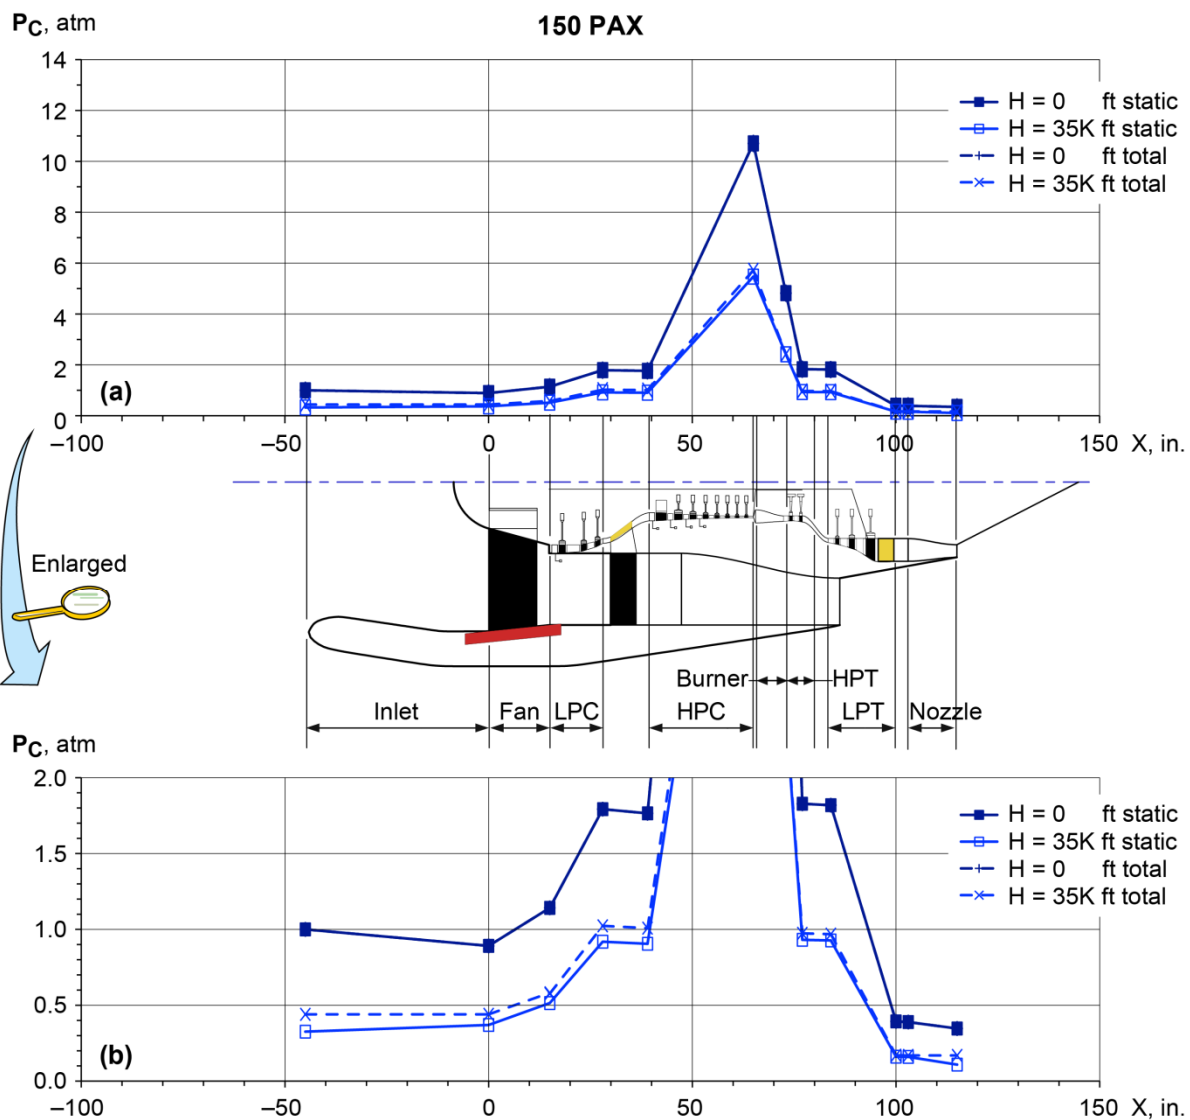 P_C, atm
150 PAX
14
12
10
8
6
4
2
0
H = 0 ft static
H = 35K ft static
H = 0 ft total
H = 35K ft total
(a)
–100 –50 0 50 100 150 X, in.
Enlarged
Burner HPT
Inlet Fan LPC HPC LPT Nozzle
P_C, atm
2.0
1.5
1.0
0.5
0.0
H = 0 ft static
H = 35K ft static
H = 0 ft total
H = 35K ft total
(b)
–100 –50 0 50 100 150 X, in.